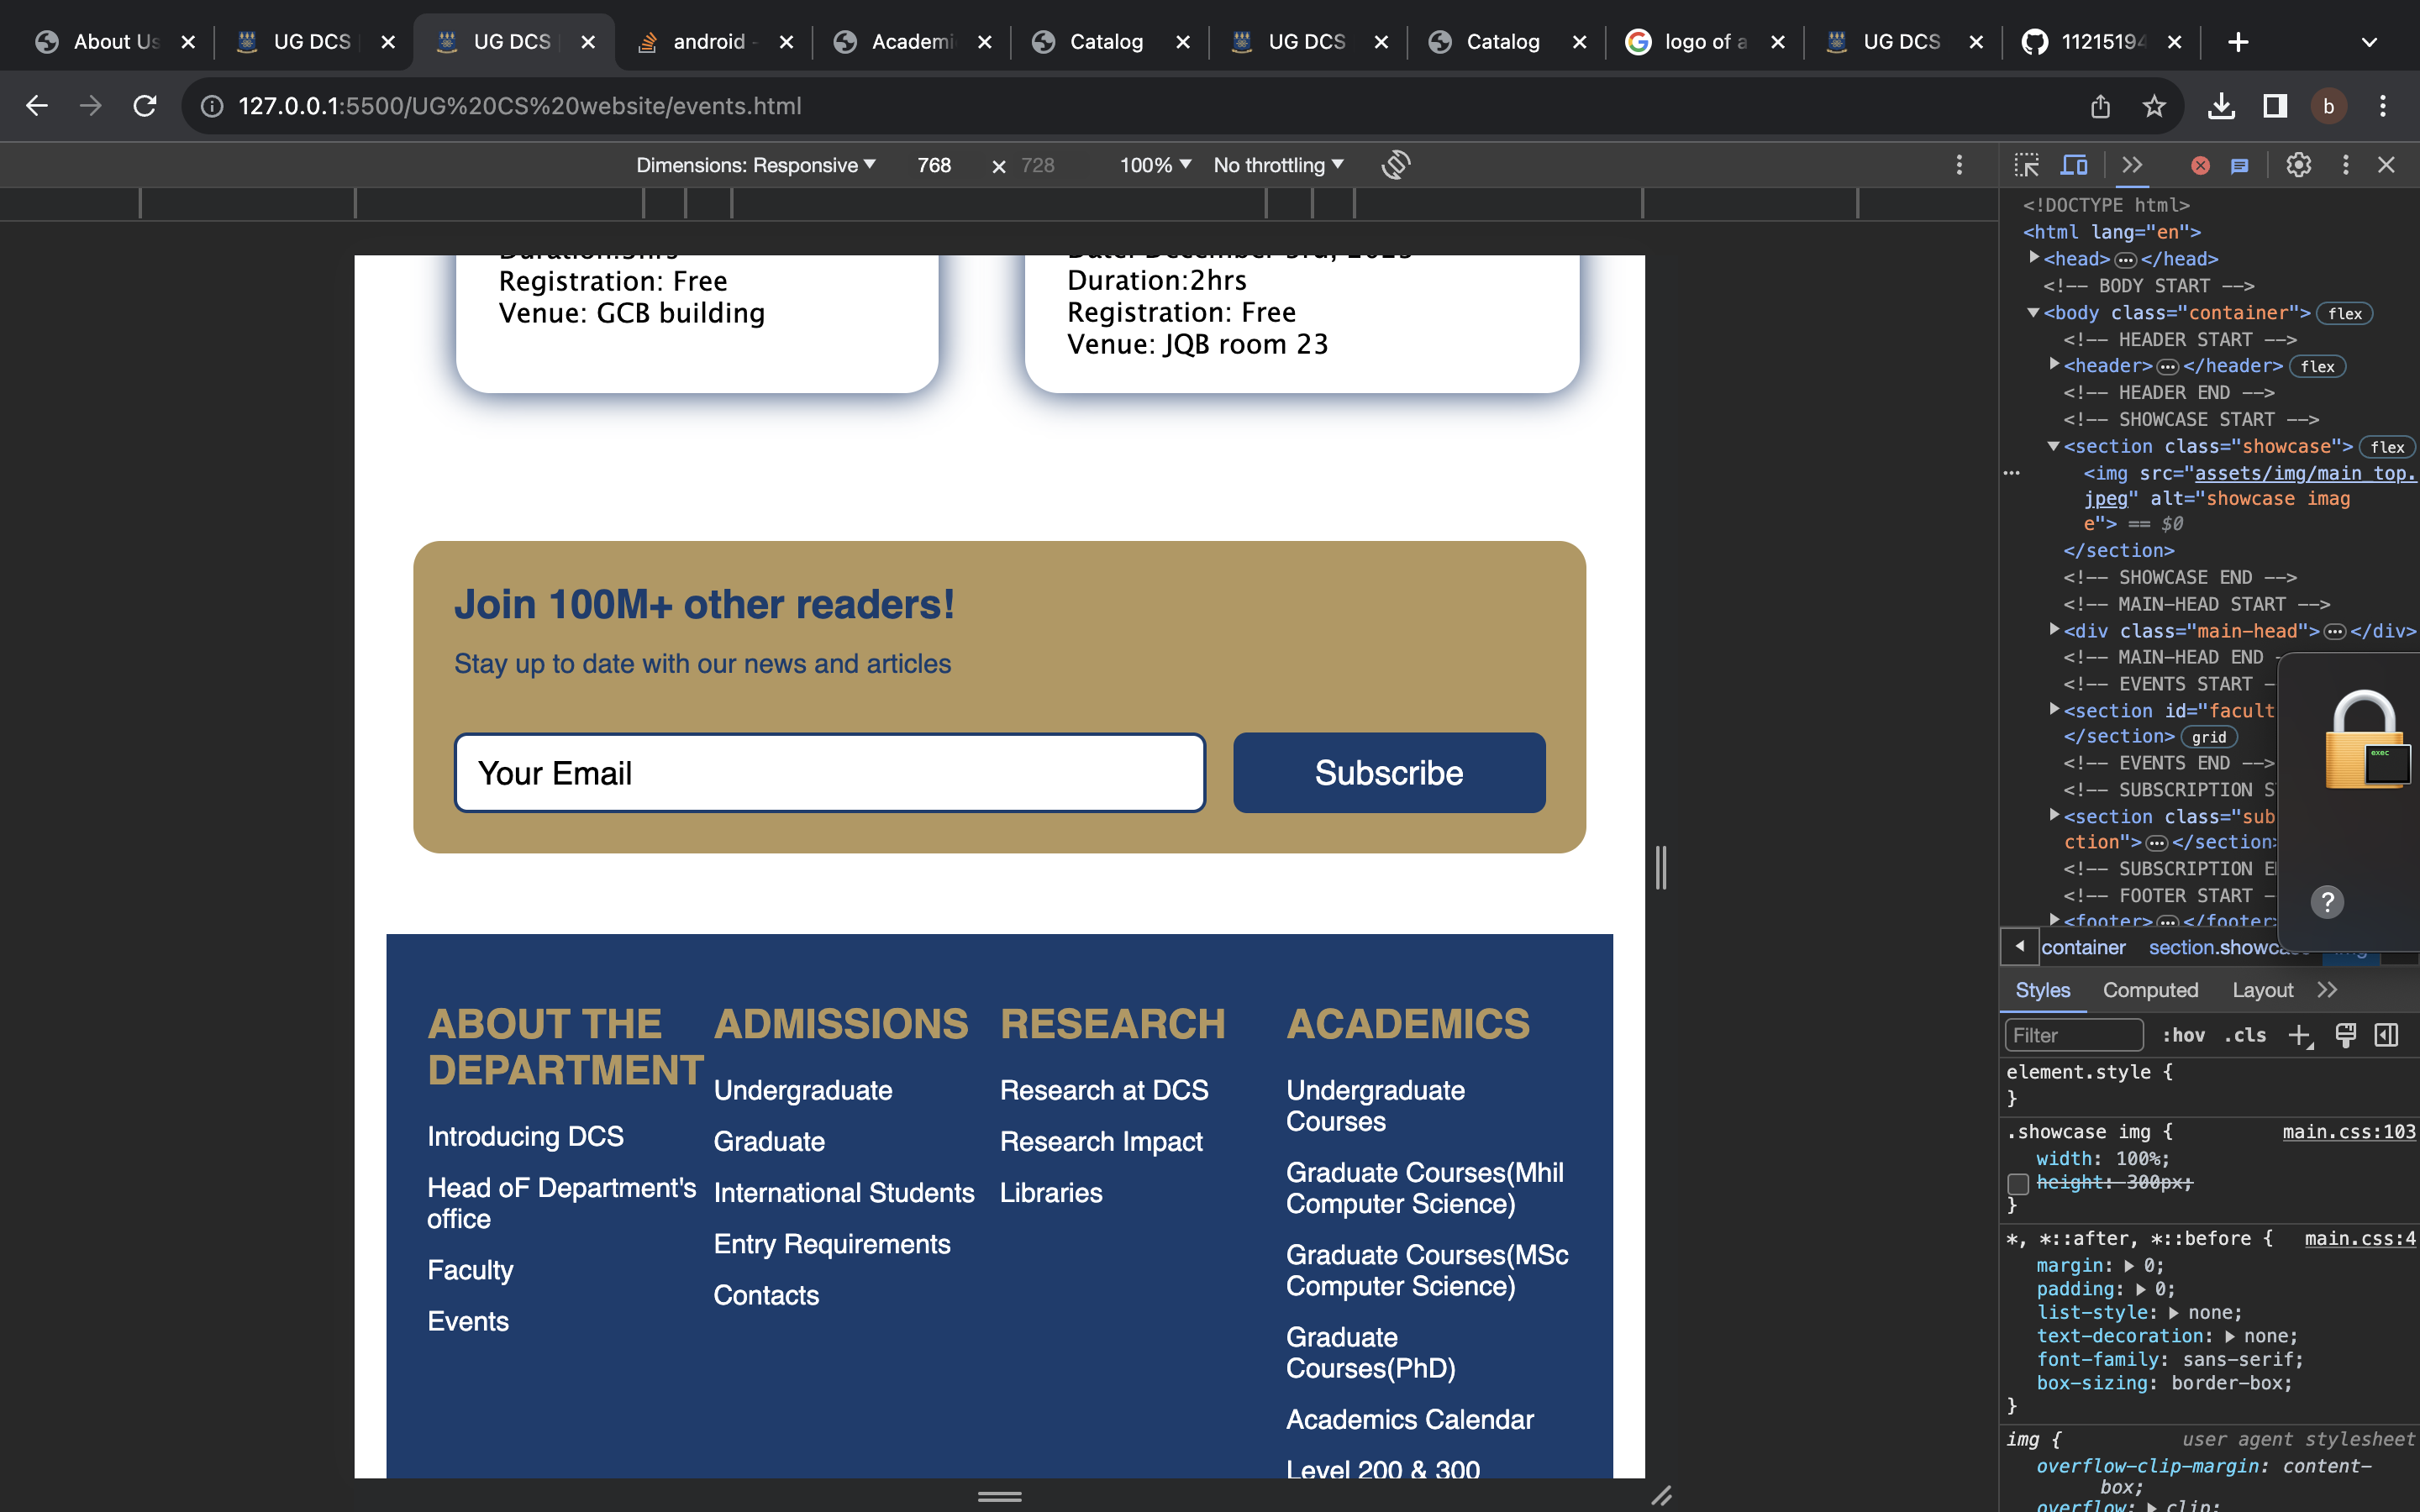 About Us
UG DCS
UG DCS
android -
Academi
Catalog
UG DCS
Catalog
logo of a
UG DCS
11215194
127.0.0.1:5500/UG%20CS%20website/events.html
b
Dimensions: Responsive
768
728
100%
No throttling
Duration:3hrs
Registration: Free
Venue: GCB building
Date: December 3rd, 2023
Duration:2hrs
Registration: Free
Venue: JQB room 23
Join 100M+ other readers!
Stay up to date with our news and articles
Your Email
Subscribe
ABOUT THE
DEPARTMENT
Introducing DCS
Head oF Department's
office
Faculty
Events
ADMISSIONS
Undergraduate
Graduate
International Students
Entry Requirements
Contacts
RESEARCH
Research at DCS
Research Impact
Libraries
ACADEMICS
Undergraduate
Courses
Graduate Courses(Mhil
Computer Science)
Graduate Courses(MSc
Computer Science)
Graduate
Courses(PhD)
Academics Calendar
Level 200 & 300
<!DOCTYPE html>
<html lang="en">
<head> ••• </head>
<!-- BODY START -->
<body class="container"> flex
<!-- HEADER START -->
<header> ••• </header> flex
<!-- HEADER END -->
<!-- SHOWCASE START -->
<section class="showcase"> flex
<img src="assets/img/main_top.
jpeg" alt="showcase imag
e"> == $0
</section>
<!-- SHOWCASE END -->
<!-- MAIN-HEAD START -->
<div class="main-head"> ••• </div>
<!-- MAIN-HEAD END -
<!-- EVENTS START -
<section id="facult
</section> grid
<!-- EVENTS END -->
<!-- SUBSCRIPTION S
<section class="sub
ction"> ••• </section>
<!-- SUBSCRIPTION E
<!-- FOOTER START -
<footer> ••• </footer>
exec
?
container section.showcase img
Styles Computed Layout
Filter :hov .cls
element.style {
}
.showcase img { main.css:103
width: 100%;
height: 300px;
}
*, *::after, *::before { main.css:4
margin: 0;
padding: 0;
list-style: none;
text-decoration: none;
font-family: sans-serif;
box-sizing: border-box;
}
img { user agent stylesheet
overflow-clip-margin: content-
box;
overflow: clip;